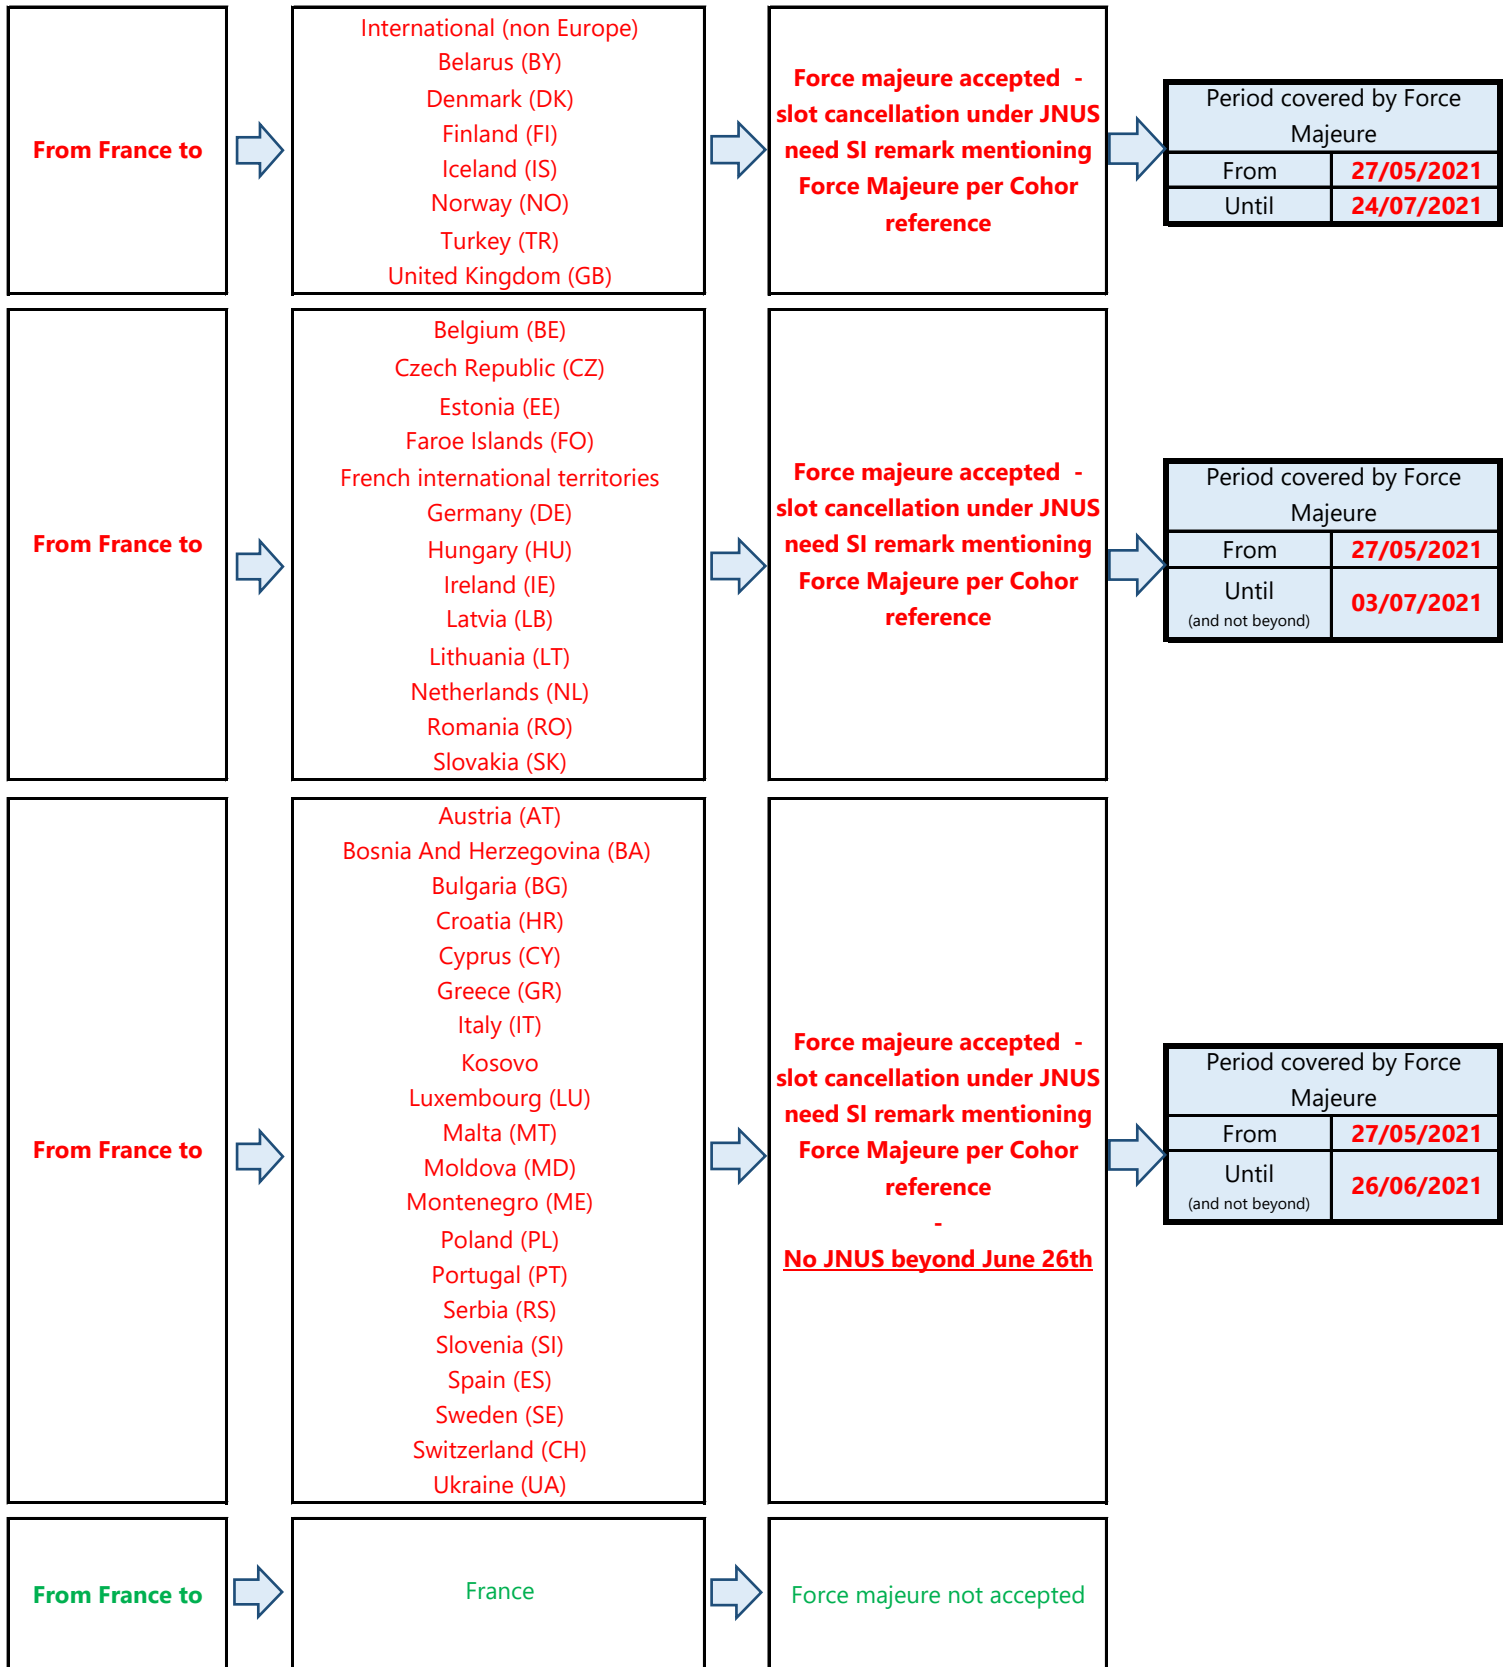 From France to
International (non Europe)
Belarus (BY)
Denmark (DK)
Finland (FI)
Iceland (IS)
Norway (NO)
Turkey (TR)
United Kingdom (GB)
Force majeure accepted -
slot cancellation under JNUS
need SI remark mentioning
Force Majeure per Cohor
reference
Period covered by Force
Majeure
From 27/05/2021
Until 24/07/2021
From France to
Belgium (BE)
Czech Republic (CZ)
Estonia (EE)
Faroe Islands (FO)
French international territories
Germany (DE)
Hungary (HU)
Ireland (IE)
Latvia (LB)
Lithuania (LT)
Netherlands (NL)
Romania (RO)
Slovakia (SK)
Force majeure accepted -
slot cancellation under JNUS
need SI remark mentioning
Force Majeure per Cohor
reference
Period covered by Force
Majeure
From 27/05/2021
Until 03/07/2021
(and not beyond)
From France to
Austria (AT)
Bosnia And Herzegovina (BA)
Bulgaria (BG)
Croatia (HR)
Cyprus (CY)
Greece (GR)
Italy (IT)
Kosovo
Luxembourg (LU)
Malta (MT)
Moldova (MD)
Montenegro (ME)
Poland (PL)
Portugal (PT)
Serbia (RS)
Slovenia (SI)
Spain (ES)
Sweden (SE)
Switzerland (CH)
Ukraine (UA)
Force majeure accepted -
slot cancellation under JNUS
need SI remark mentioning
Force Majeure per Cohor
reference
-
No JNUS beyond June 26th
Period covered by Force
Majeure
From 27/05/2021
Until 26/06/2021
(and not beyond)
From France to
France
Force majeure not accepted